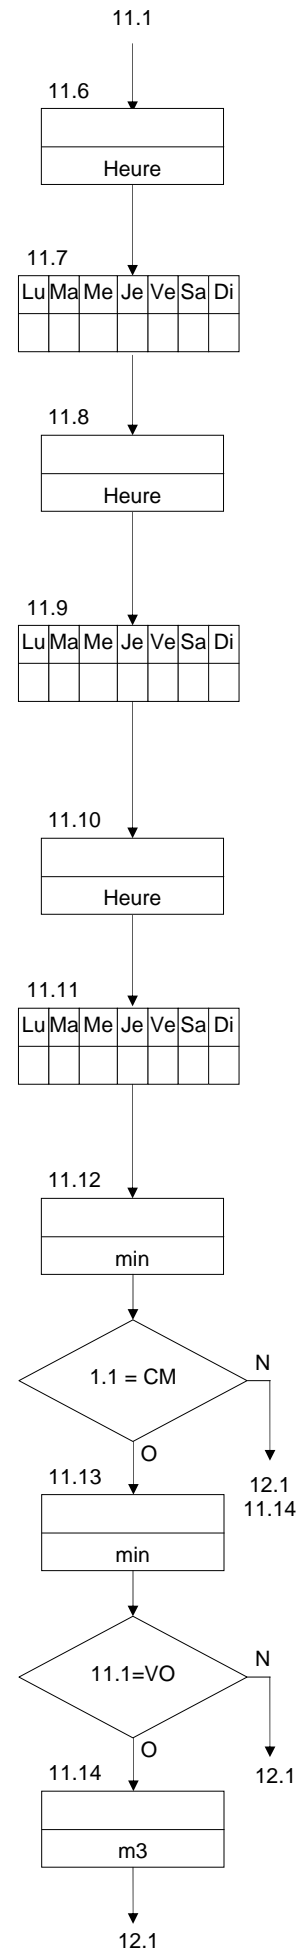 11.1
11.6
Heure
11.7
Lu Ma Me Je Ve Sa Di
11.8
Heure
11.9
Lu Ma Me Je Ve Sa Di
11.10
Heure
11.11
Lu Ma Me Je Ve Sa Di
11.12
min
1.1 = CM
N
O
12.1
11.14
11.13
min
11.1=VO
N
O
12.1
11.14
m3
12.1